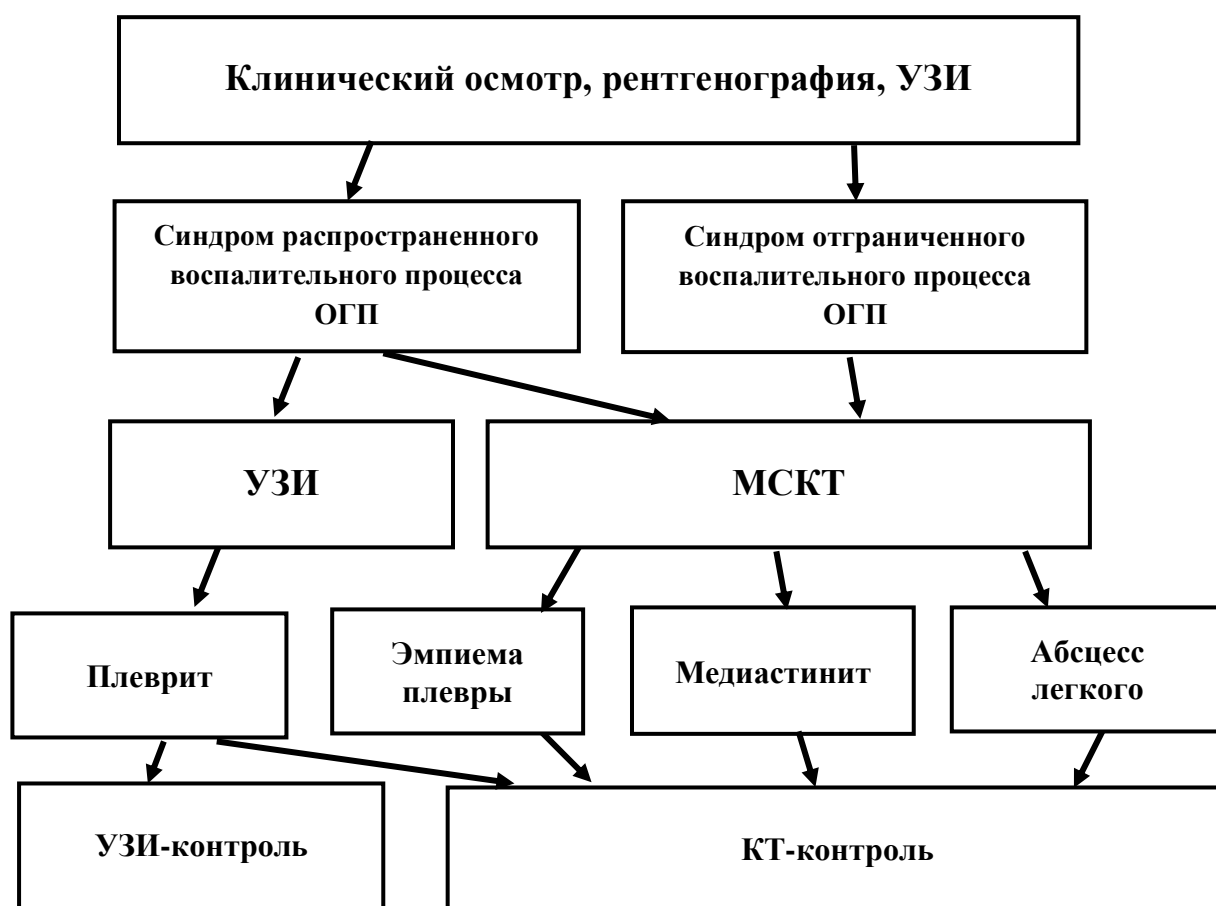 Клинический осмотр, рентгенография, УЗИ
Синдром распространенного
воспалительного процесса
ОГП
Синдром отграниченного
воспалительного процесса
ОГП
УЗИ
МСКТ
Плеврит
Эмпиема
плевры
Медиастинит
Абсцесс
легкого
УЗИ-контроль
КТ-контроль